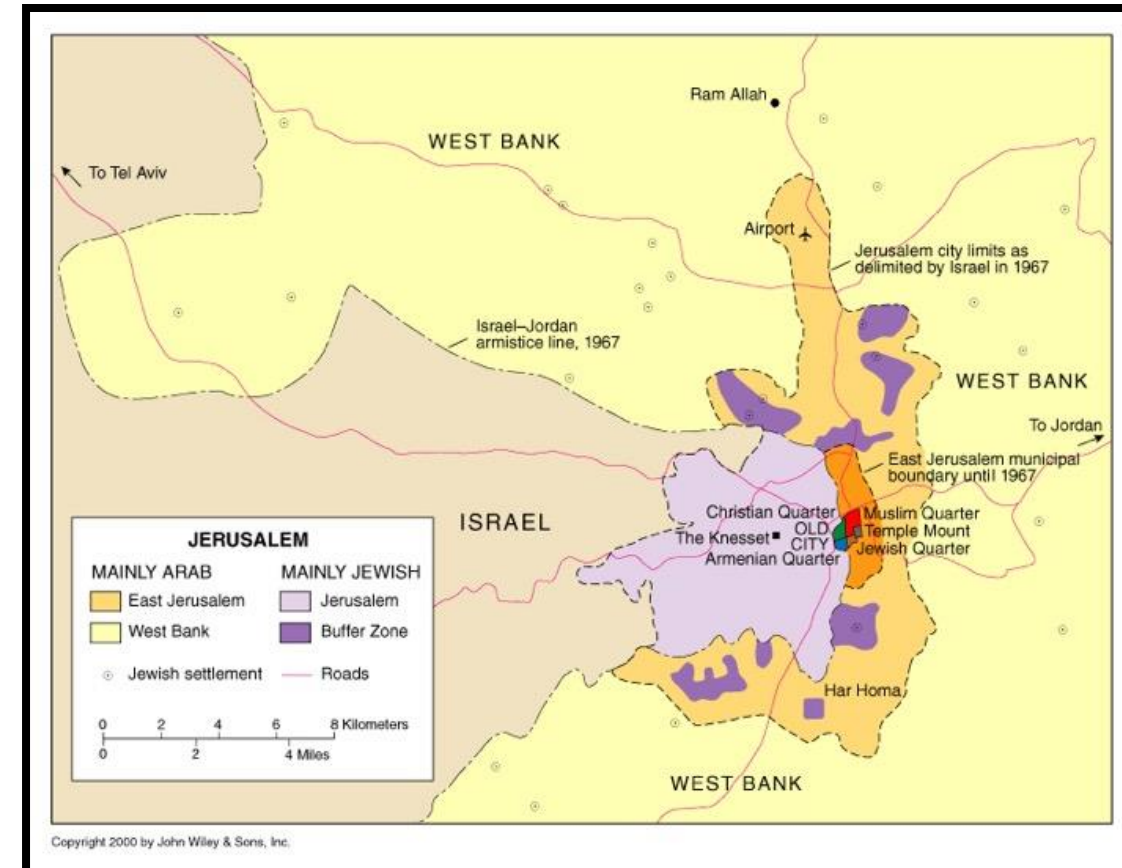 Ram Allah
WEST BANK
To Tel Aviv
Airport
Jerusalem city limits as
delimited by Israel in 1967
Israel–Jordan
armistice line, 1967
WEST BANK
To Jordan
East Jerusalem municipal
boundary until 1967
ISRAEL
Christian Quarter
Muslim Quarter
OLD
CITY
Temple Mount
The Knesset
Jewish Quarter
Armenian Quarter
Har Homa
WEST BANK
JERUSALEM
MAINLY ARAB
MAINLY JEWISH
East Jerusalem
Jerusalem
West Bank
Buffer Zone
Jewish settlement
Roads
0 2 4 6 8 Kilometers
0 2 4 Miles
Copyright 2000 by John Wiley & Sons, Inc.